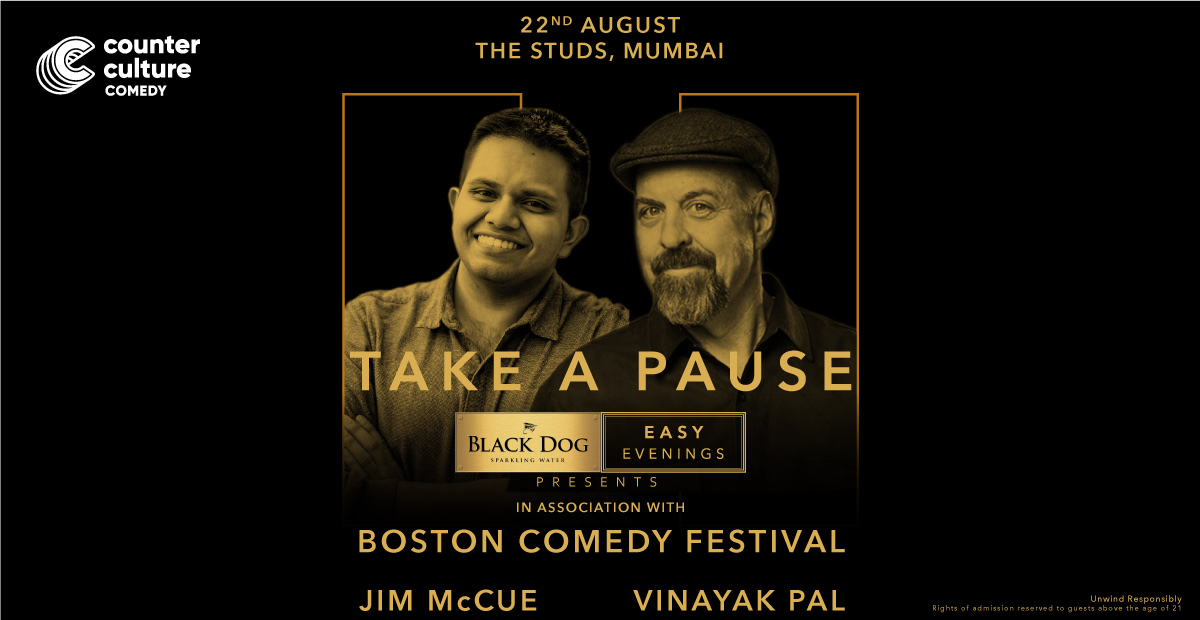 22ND AUGUST
THE STUDS, MUMBAI
counter
culture
COMEDY
TAKE A PAUSE
BLACK DOG
SPARKLING WATER
EASY
EVENINGS
PRESENTS
IN ASSOCIATION WITH
BOSTON COMEDY FESTIVAL
JIM McCUE
VINAYAK PAL
Unwind Responsibly
Rights of admission reserved to guests above the age of 21